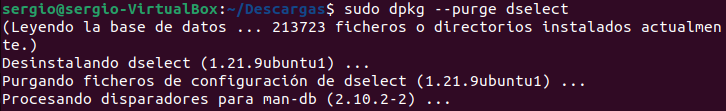 sergio@sergio-VirtualBox:~/Descargas$ sudo dpkg --purge dselect
(Leyendo la base de datos ... 213723 ficheros o directorios instalados actualmen
te.)
Desinstalando dselect (1.21.9ubuntu1) ...
Purgando ficheros de configuración de dselect (1.21.9ubuntu1) ...
Procesando disparadores para man-db (2.10.2-2) ...